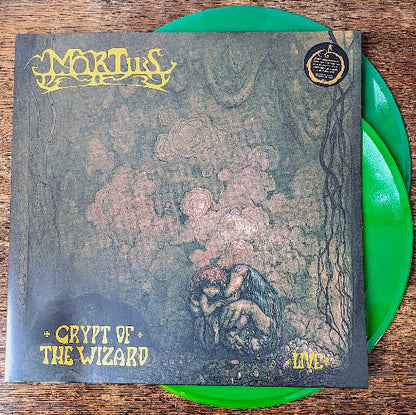 MORTIIS
CRYPT OF
THE WIZARD
LIVE